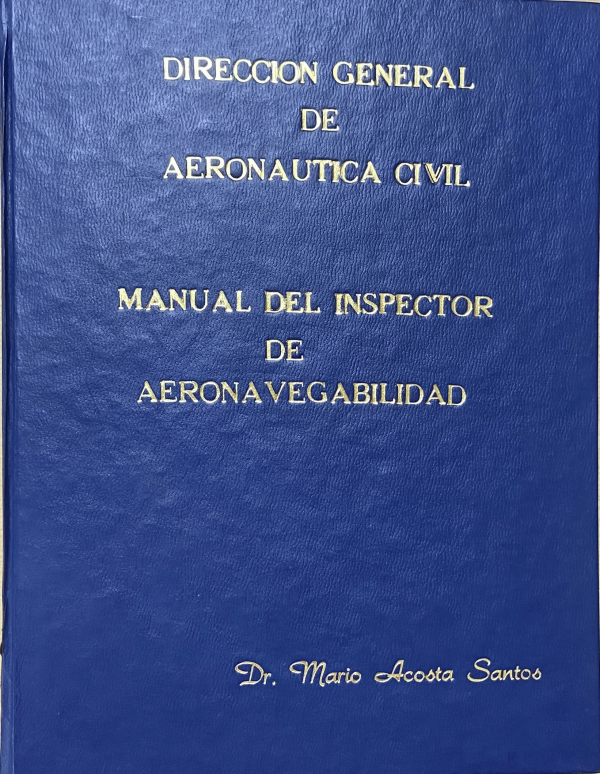 DIRECCION GENERAL
DE
AERONAUTICA CIVIL
MANUAL DEL INSPECTOR
DE
AERONAVEGABILIDAD
Dr. Mario Acosta Santos